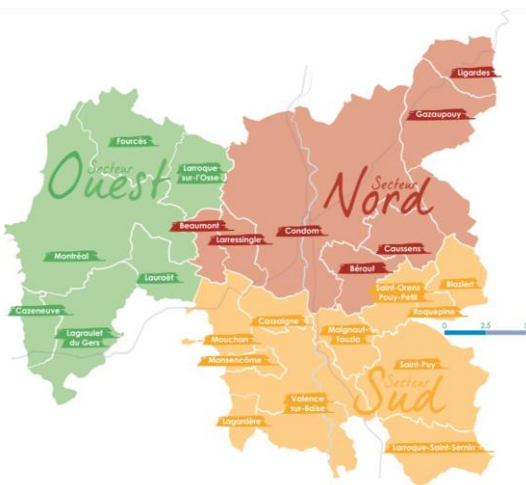 Ligardes
Gazaupouy
Fourcès
Secteur
Ouest
Larroque
sur-l'Osse
Secteur
Nord
Beaumont
Larressingle
Condom
Caussens
Montréal
Béraut
Lauraët
Saint-Orens
Pouy-Petit
Blaziert
Cazeneuve
Roquepine
Cassaigne
Lagraulet
du Gers
Mouchan
Maignaut-
Tauzia
0
2,5
5
Mansencôme
Saint-Puy
Secteur
Sud
Valence
sur-Baïse
Lagardère
Larroque-Saint-Sernin